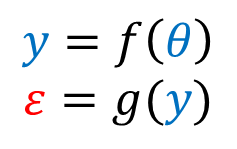 y = f(θ)
ε = g(y)